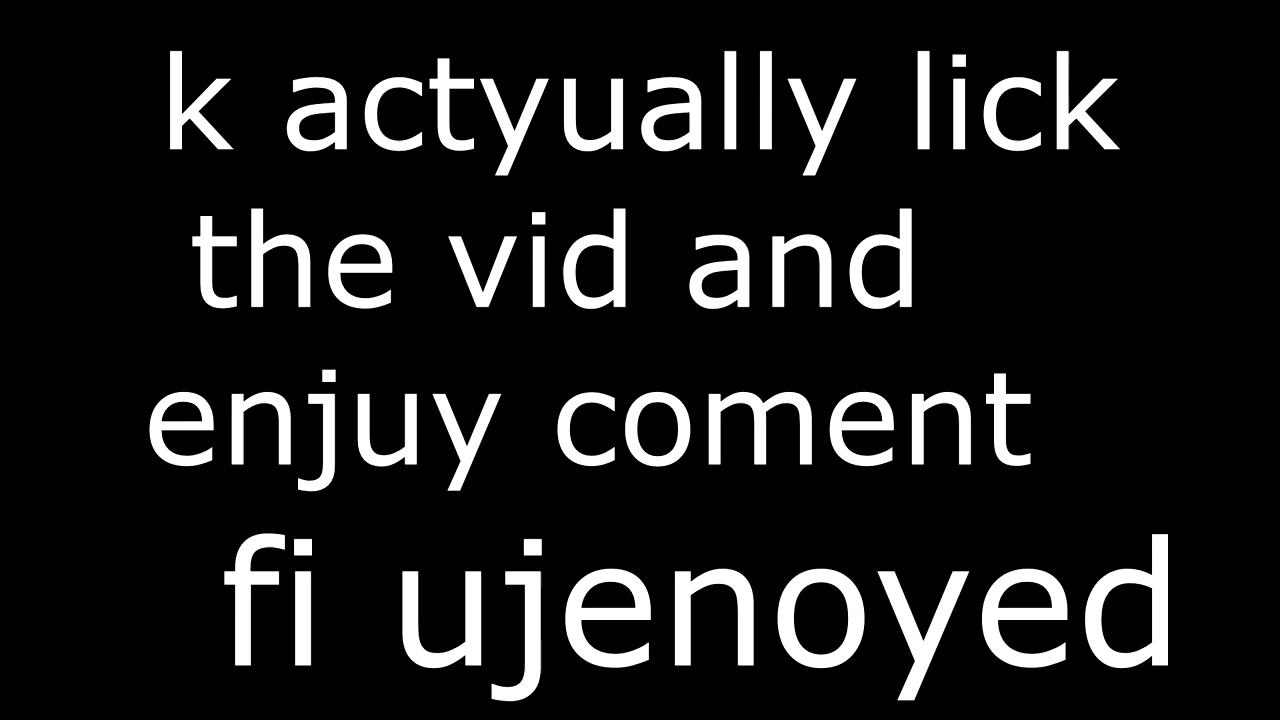 k actyually lick
the vid and
enjuy coment
fi ujenoyed